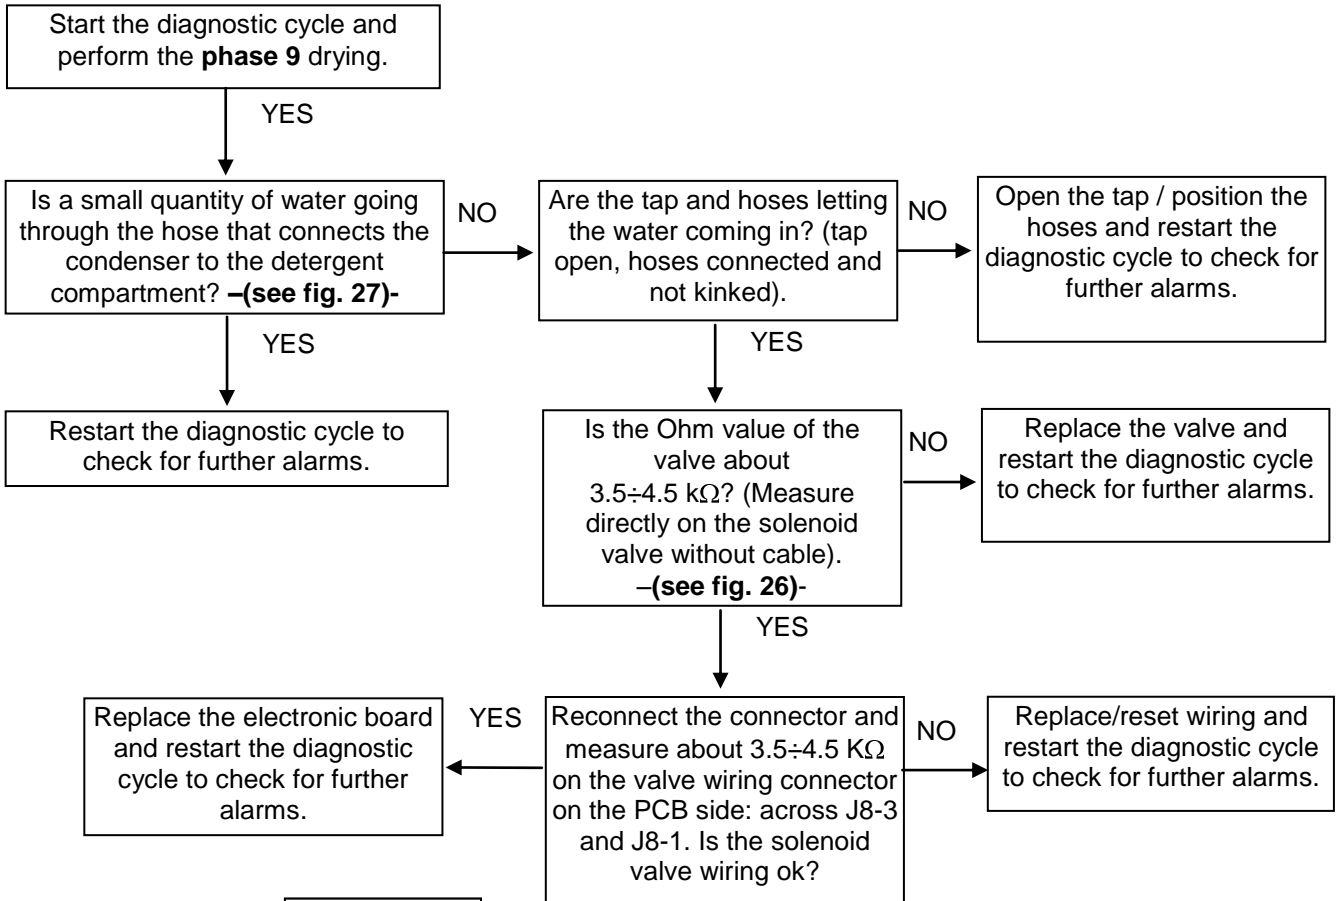 Start the diagnostic cycle and
perform the phase 9 drying.
YES
Is a small quantity of water going
through the hose that connects the
condenser to the detergent
compartment? –(see fig. 27)-
NO
Are the tap and hoses letting
the water coming in? (tap
open, hoses connected and
not kinked).
NO
Open the tap / position the
hoses and restart the
diagnostic cycle to check for
further alarms.
YES
YES
Restart the diagnostic cycle to
check for further alarms.
Is the Ohm value of the
valve about
3.5÷4.5 kΩ? (Measure
directly on the solenoid
valve without cable).
–(see fig. 26)-
NO
Replace the valve and
restart the diagnostic cycle
to check for further alarms.
YES
Replace the electronic board
and restart the diagnostic
cycle to check for further
alarms.
YES
Reconnect the connector and
measure about 3.5÷4.5 KΩ
on the valve wiring connector
on the PCB side: across J8-3
and J8-1. Is the solenoid
valve wiring ok?
NO
Replace/reset wiring and
restart the diagnostic cycle
to check for further alarms.